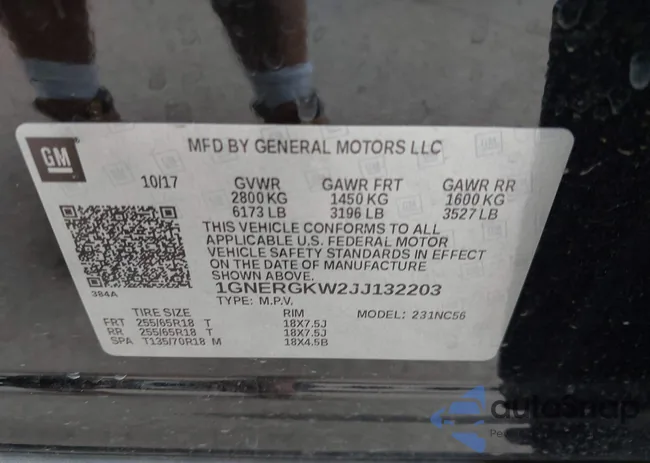 GM
MFD BY GENERAL MOTORS LLC
10/17 GVWR GAWR FRT GAWR RR
2800 KG 1450 KG 1600 KG
6173 LB 3196 LB 3527 LB
THIS VEHICLE CONFORMS TO ALL
APPLICABLE U.S. FEDERAL MOTOR
VEHICLE SAFETY STANDARDS IN EFFECT
ON THE DATE OF MANUFACTURE
SHOWN ABOVE.
384A
1GNERGKW2JJ132203
TYPE: M.P.V.
TIRE SIZE RIM MODEL: 231NC56
FRT 255/65R18 T 18X7.5J
RR 255/65R18 T 18X7.5J
SPA T135/70R18 M 18X4.5B
autoSnap